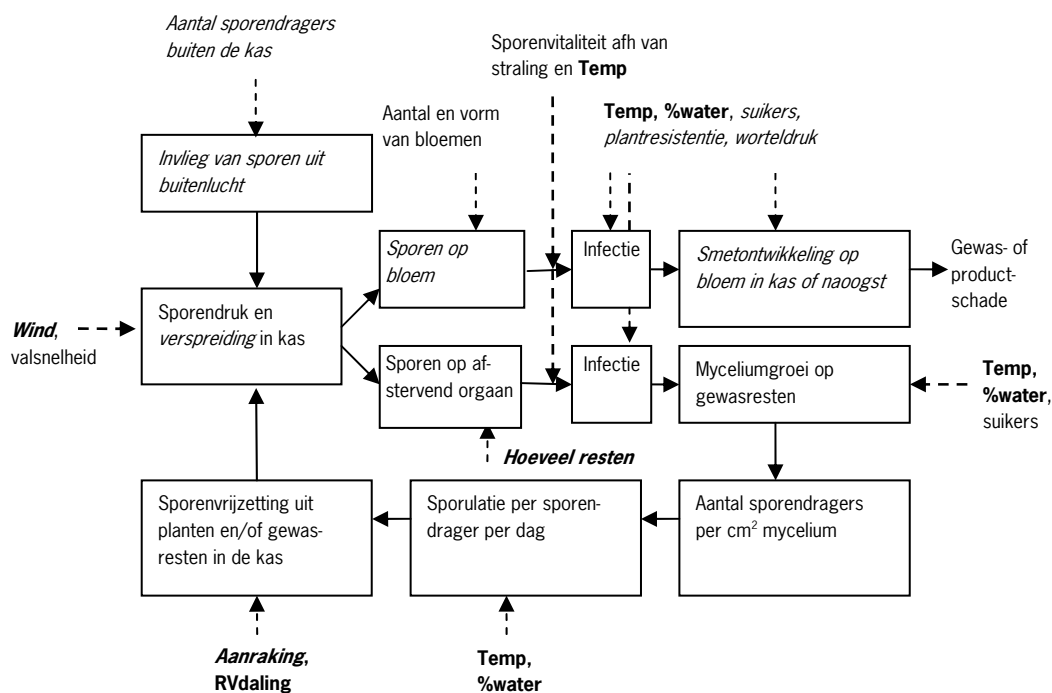 Aantal sporendragers
buiten de kas
Sporenvitaliteit afh van
straling en Temp
Aantal en vorm
van bloemen
Temp, %water, suikers,
plantresistentie, worteldruk
Invlieg van sporen uit
buitenlucht
Sporen op
bloem
Infectie
Smetontwikkeling op
bloem in kas of naoogst
Gewas- of
product-
schade
Wind,
valsnelheid
Sporendruk en
verspreiding in kas
Sporen op af-
stervend orgaan
Infectie
Myceliumgroei op
gewasresten
Temp,
%water,
suikers
Hoeveel resten
Sporenvrijzetting uit
planten en/of gewas-
resten in de kas
Sporulatie per sporen-
drager per dag
Aantal sporendragers
per cm² mycelium
Aanraking,
RVdaling
Temp,
%water